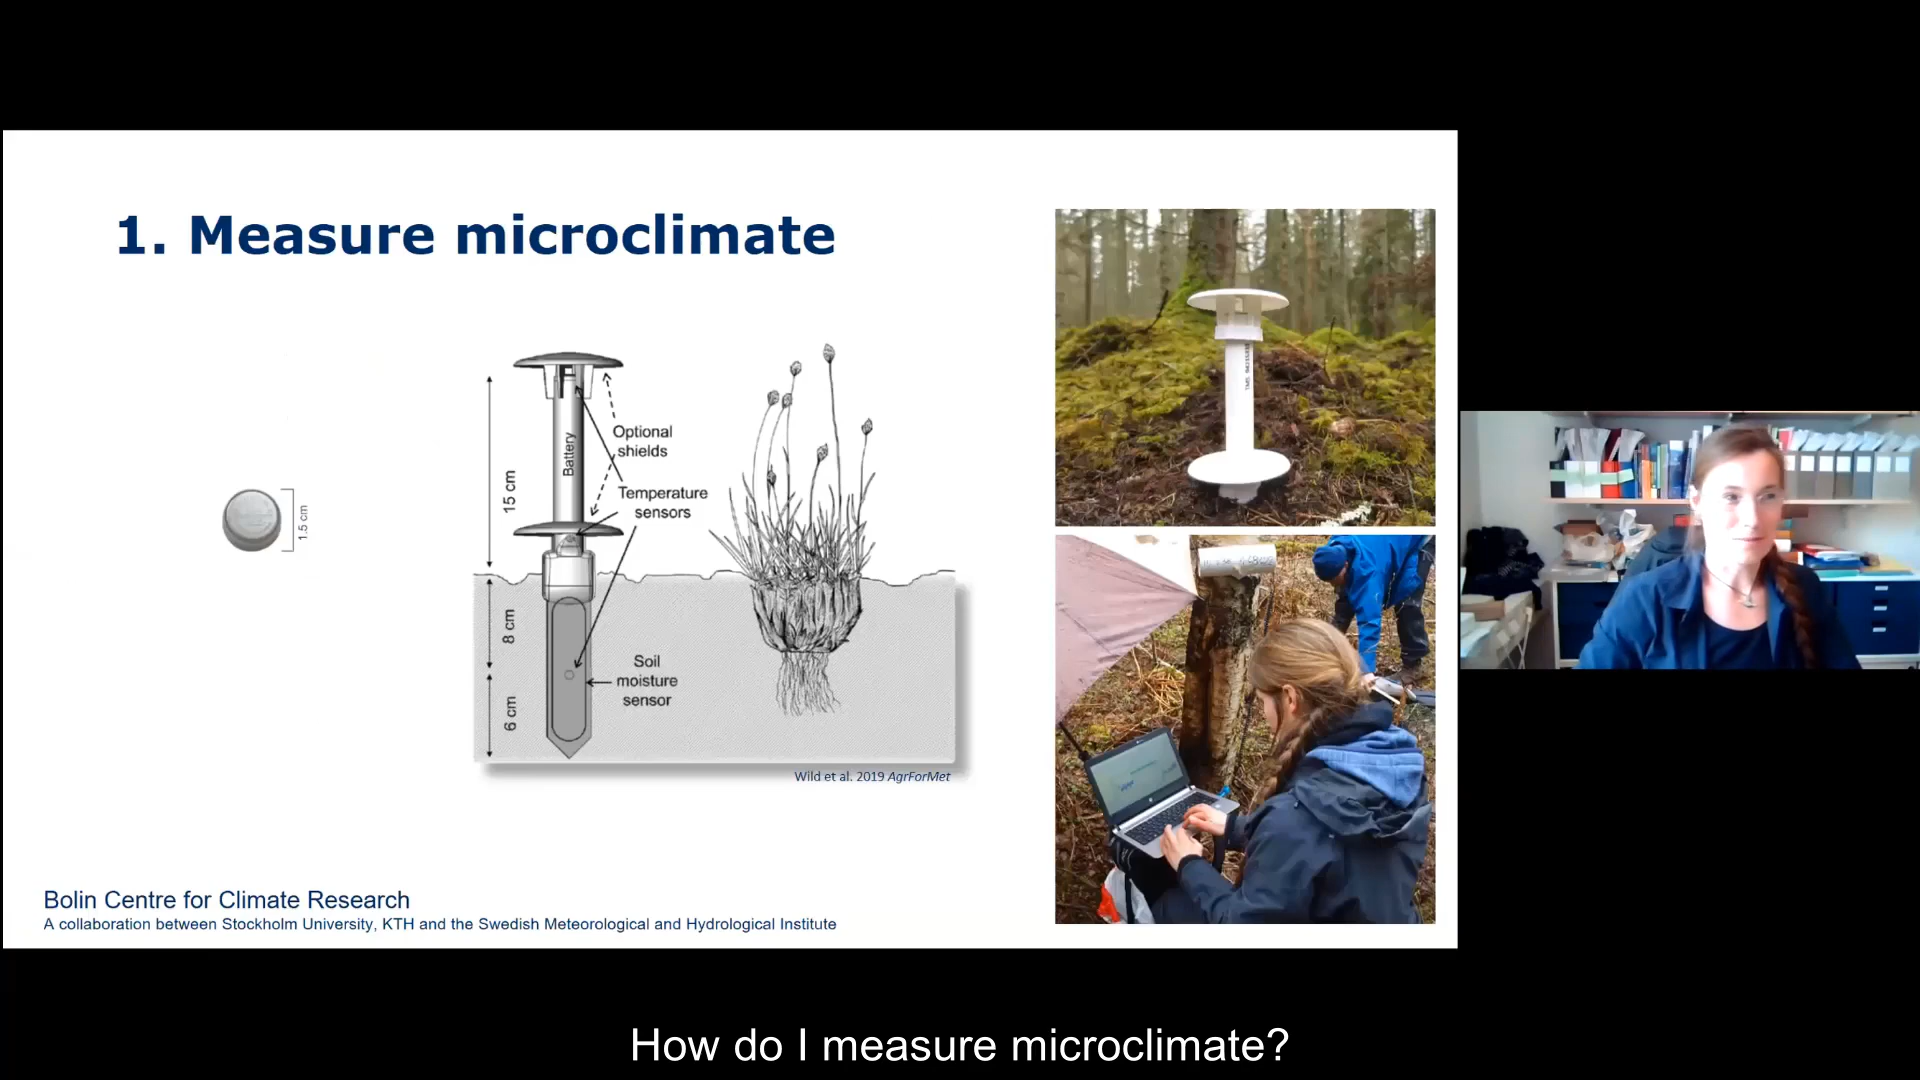 1. Measure microclimate
1.5 cm
15 cm
8 cm
6 cm
Battery
Optional
shields
Temperature
sensors
Soil
moisture
sensor
Wild et al. 2019 AgrForMet
Bolin Centre for Climate Research
A collaboration between Stockholm University, KTH and the Swedish Meteorological and Hydrological Institute
How do I measure microclimate?